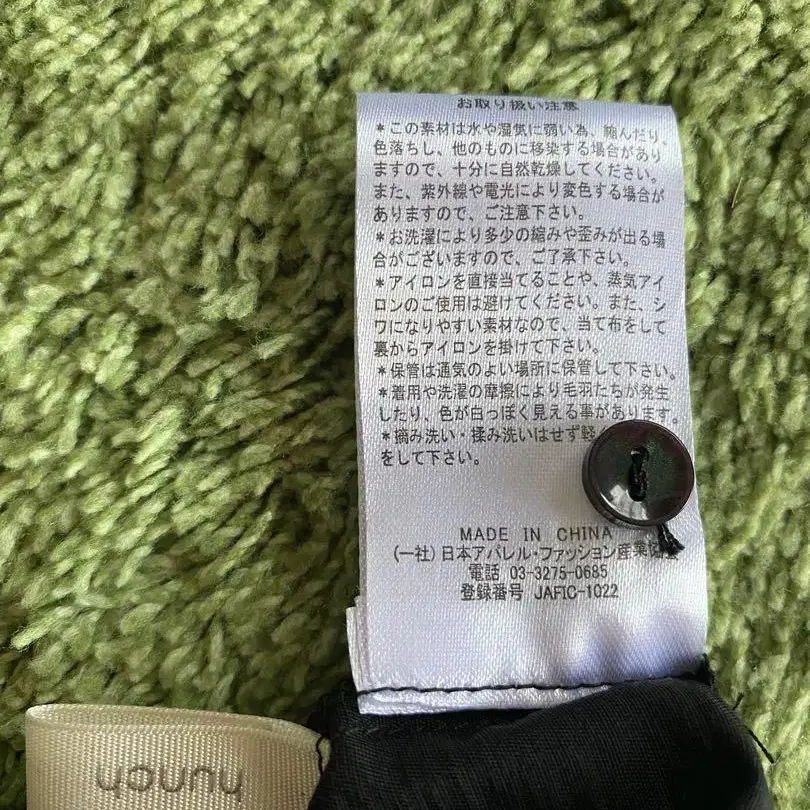 お取り扱い注意
*この素材は水や湿気に弱い為、縮んだり、
色落ちし、他のものに移染する場合があり
ますので、十分に自然乾燥してください。
また、紫外線や電光により変色する場合が
ありますので、ご注意下さい。
*お洗濯により多少の縮みや歪みが出る場
合がございますので、ご了承下さい。
*アイロンを直接当てることや、蒸気アイ
ロンのご使用は避けてください。また、シ
ワになりやすい素材なので、当て布をして
裏からアイロンを掛けて下さい。
*保管は通気のよい場所に保管して下さい。
*着用や洗濯の摩擦により毛羽たちが発生
したり、色が白っぽく見える事があります。
*摘み洗い・揉み洗いはせず軽く
をして下さい。
MADE IN CHINA
(一社)日本アパレル・ファッション産業協会
電話 03-3275-0685
登録番号 JAFIC-1022
hunch